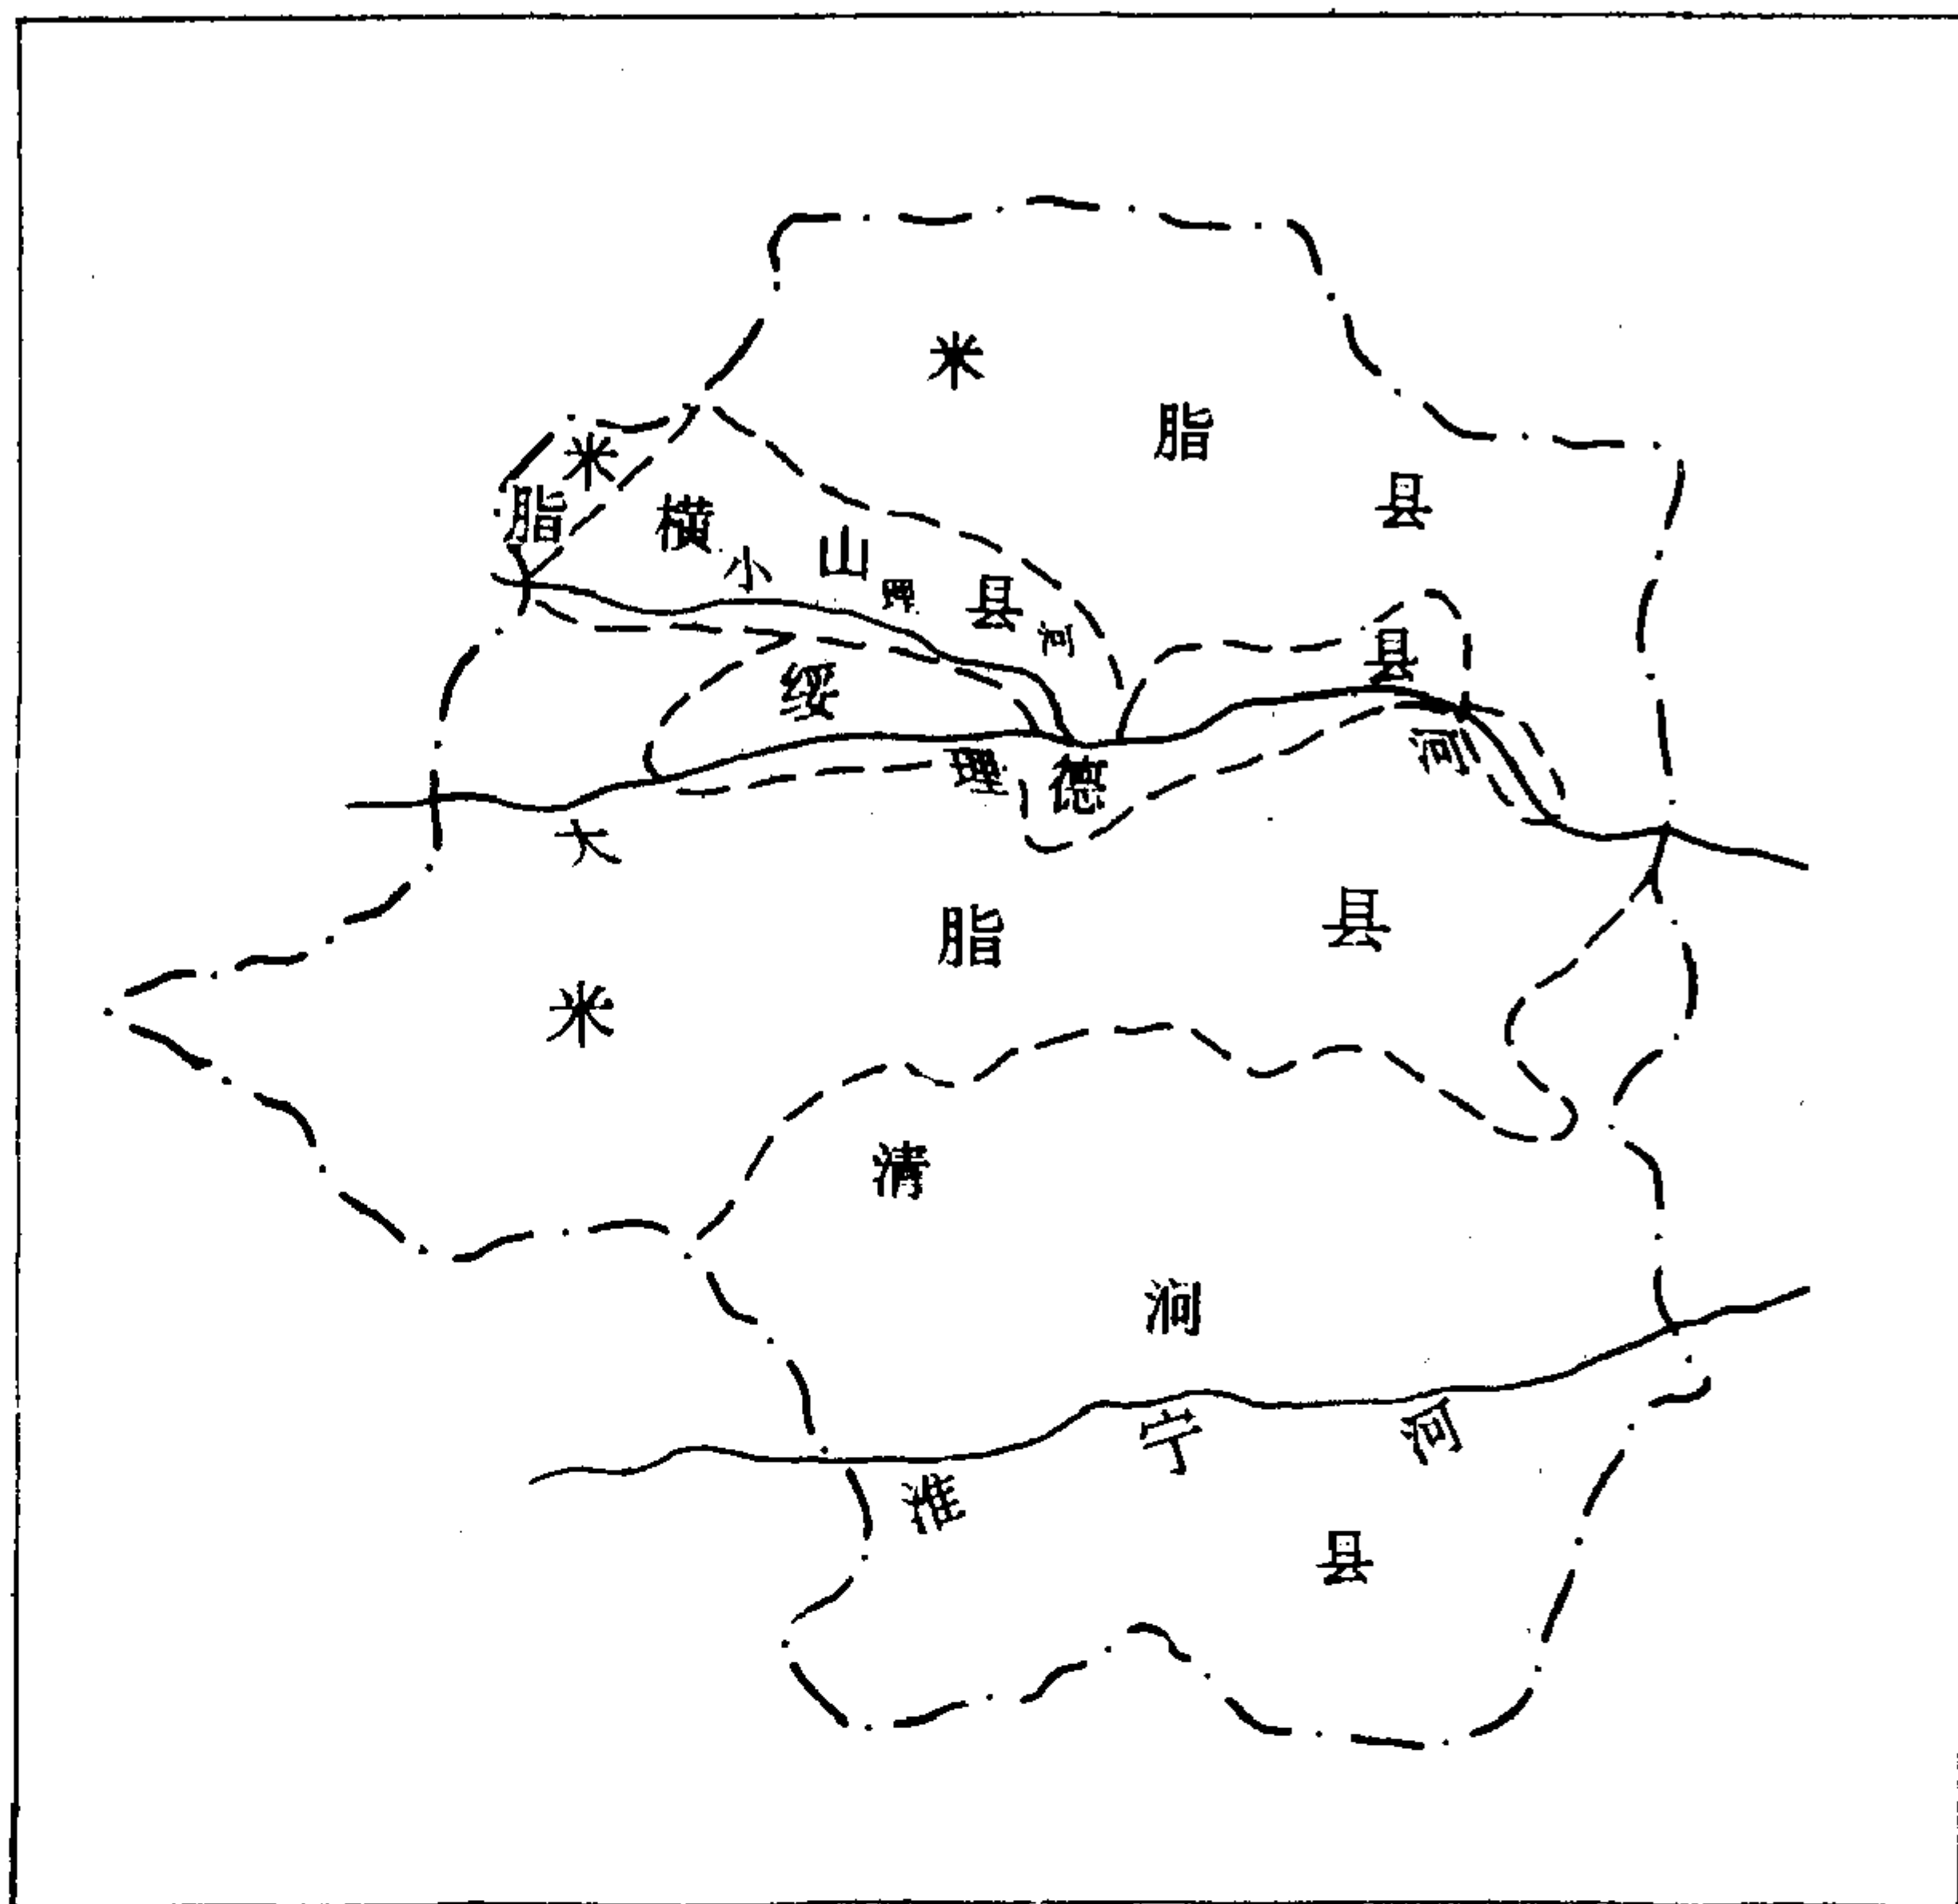 米脂县
米脂
横山县
小理河
绥德县
大理河
米脂县
清涧县
淮宁河